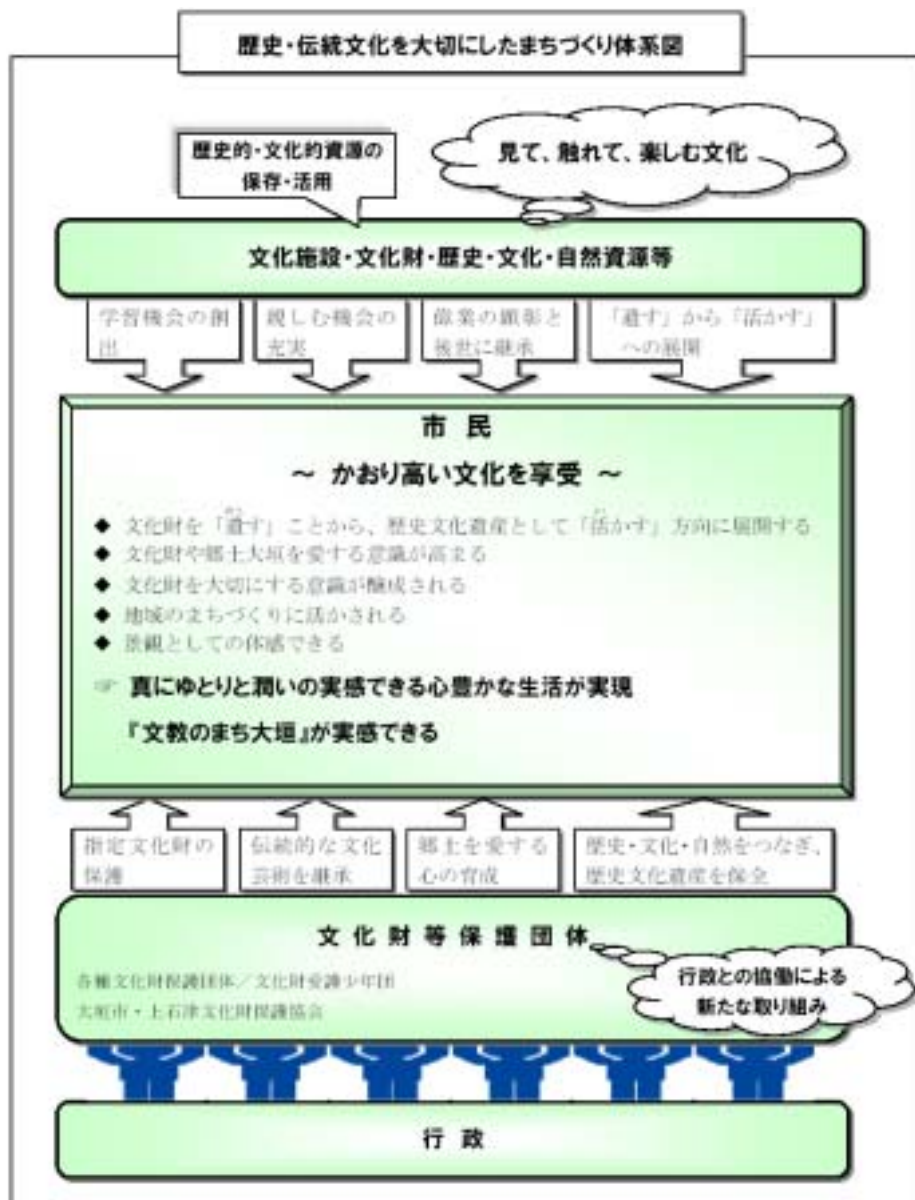 歴史・伝統文化を大切にしたまちづくり体系図
歴史的・文化的資源の
保存・活用
見て、触れて、楽しむ文化
文化施設・文化財・歴史・文化・自然資源等
学習機会の創
出
親しむ機会の
充実
偉業の顕彰と
後世に継承
「遺す」から「活かす」
への展開
市 民
～ かおり高い文化を享受 ～
◆ 文化財を「遺す」ことから、歴史文化遺産として「活かす」方向に展開する
◆ 文化財や郷土大垣を愛する意識が高まる
◆ 文化財を大切にする意識が醸成される
◆ 地域のまちづくりに活かされる
◆ 景観としての体感できる
☞ 真にゆとりと潤いの実感できる心豊かな生活が実現
『文教のまち大垣』が実感できる
指定文化財の
保護
伝統的な文化
芸術を継承
郷土を愛する
心の育成
歴史・文化・自然をつなぎ、
歴史文化遺産を保全
文 化 財 等 保 護 団 体
各種文化財保護団体／文化財愛護少年団
大垣市・上石津文化財保護協会
行政との協働による
新たな取り組み
行 政